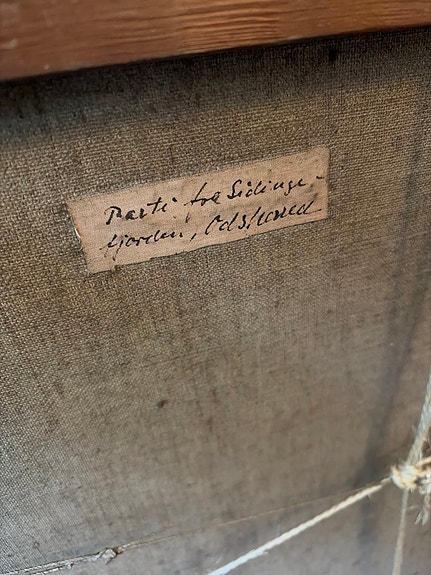 Parti fra Sidinge-
fjorden, Odsherred